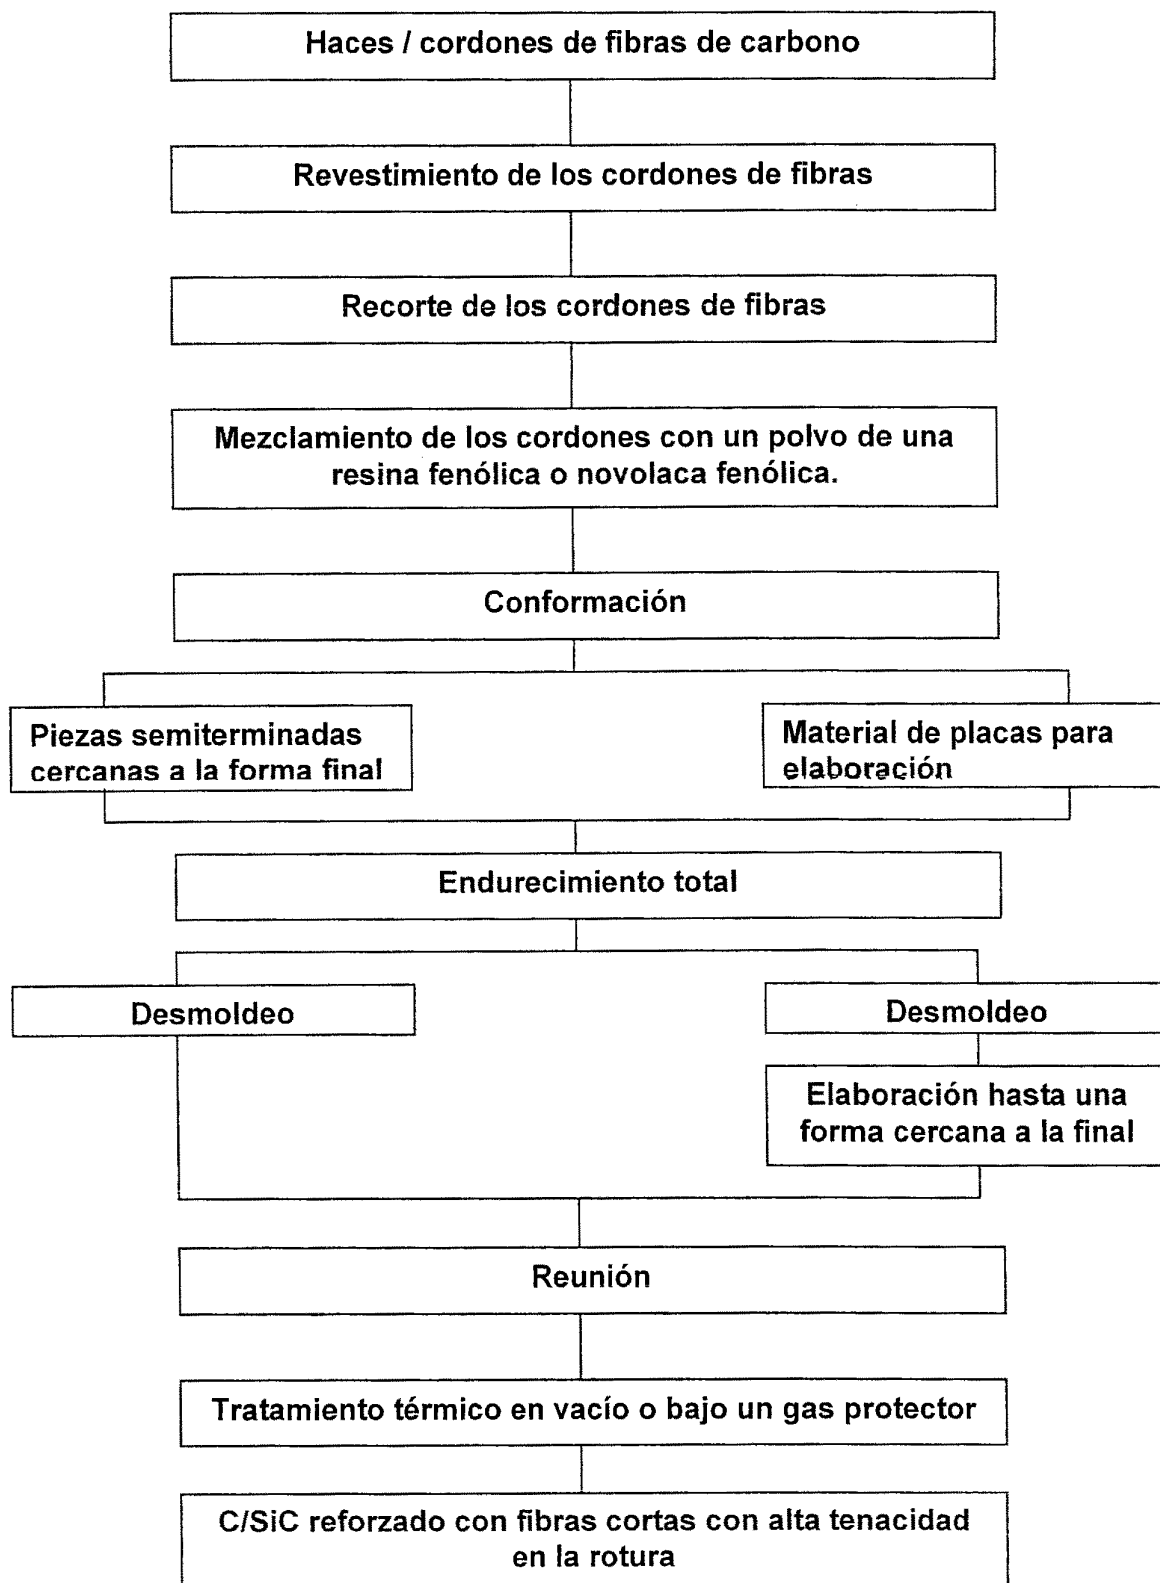 Haces / cordones de fibras de carbono
Revestimiento de los cordones de fibras
Recorte de los cordones de fibras
Mezclamiento de los cordones con un polvo de una
resina fenólica o novolaca fenólica.
Conformación
Piezas semiterminadas
cercanas a la forma final
Material de placas para
elaboración
Endurecimiento total
Desmoldeo
Desmoldeo
Elaboración hasta una
forma cercana a la final
Reunión
Tratamiento térmico en vacío o bajo un gas protector
C/SiC reforzado con fibras cortas con alta tenacidad
en la rotura